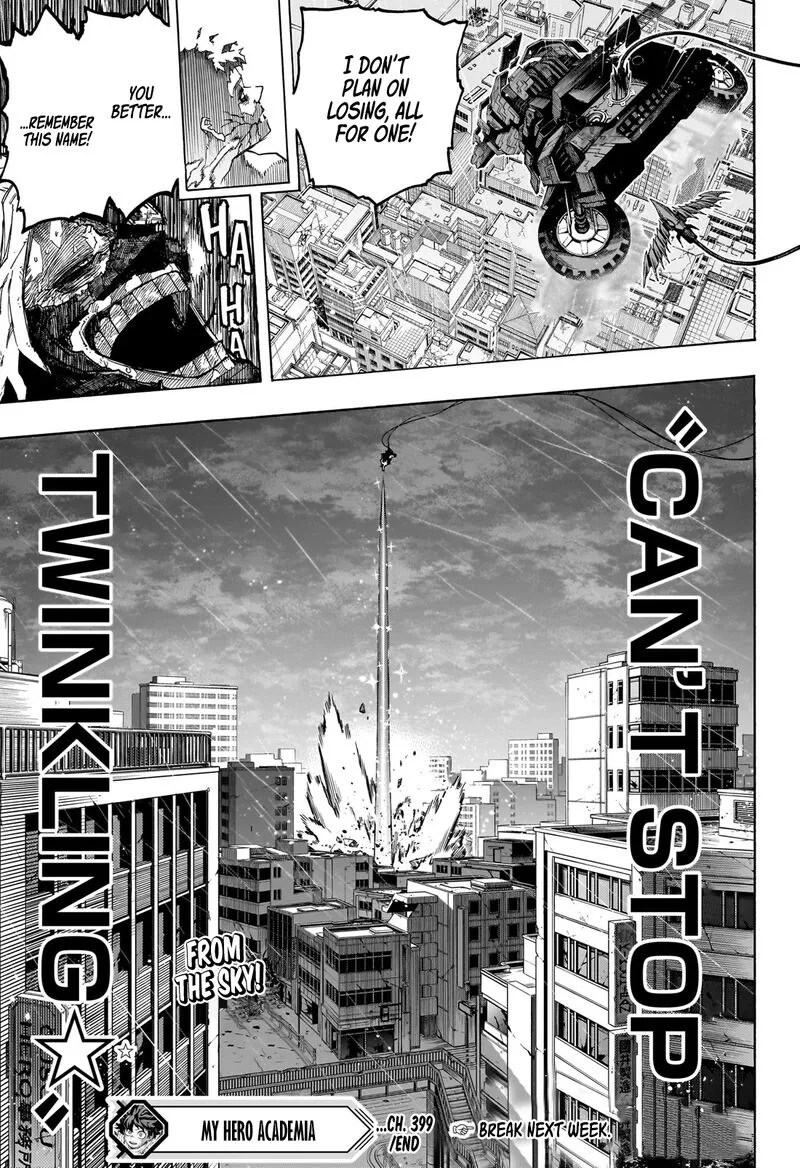 I DON'T
PLAN ON
LOSING, ALL
FOR ONE!
YOU
BETTER...
...REMEMBER
THIS NAME!
HA
HA
HA
"CAN'T STOP
TWINKLING☆☆"
FROM
THE SKY!
MY HERO ACADEMIA
...CH. 399
/END
☞ BREAK NEXT WEEK.